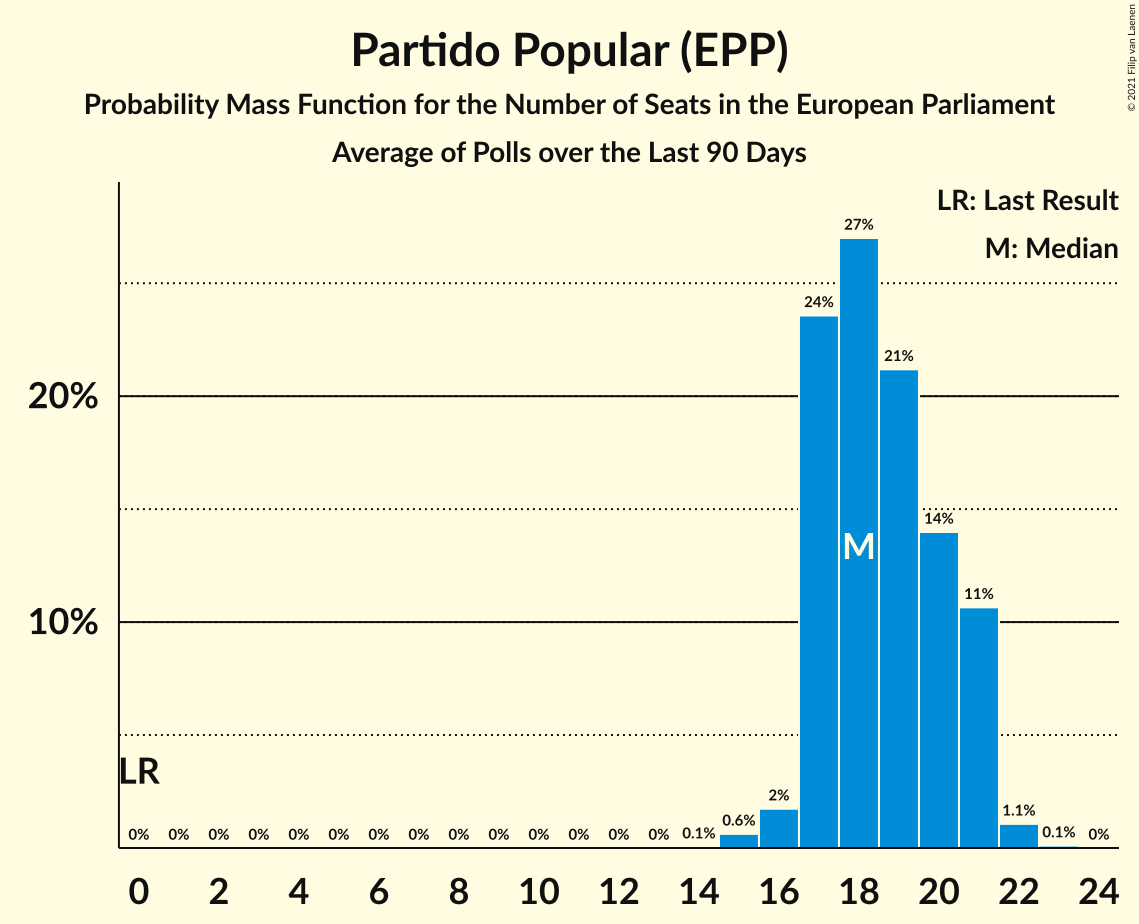 Partido Popular (EPP)
Probability Mass Function for the Number of Seats in the European Parliament
Average of Polls over the Last 90 Days
© 2021 Filip van Laenen
LR: Last Result
M: Median
27%
24%
21%
20%
14%
M
11%
10%
LR
0% 0% 0% 0% 0% 0% 0% 0% 0% 0% 0% 0% 0% 0% 0.1% 0.6% 2% 1.1% 0.1% 0%
0 2 4 6 8 10 12 14 16 18 20 22 24